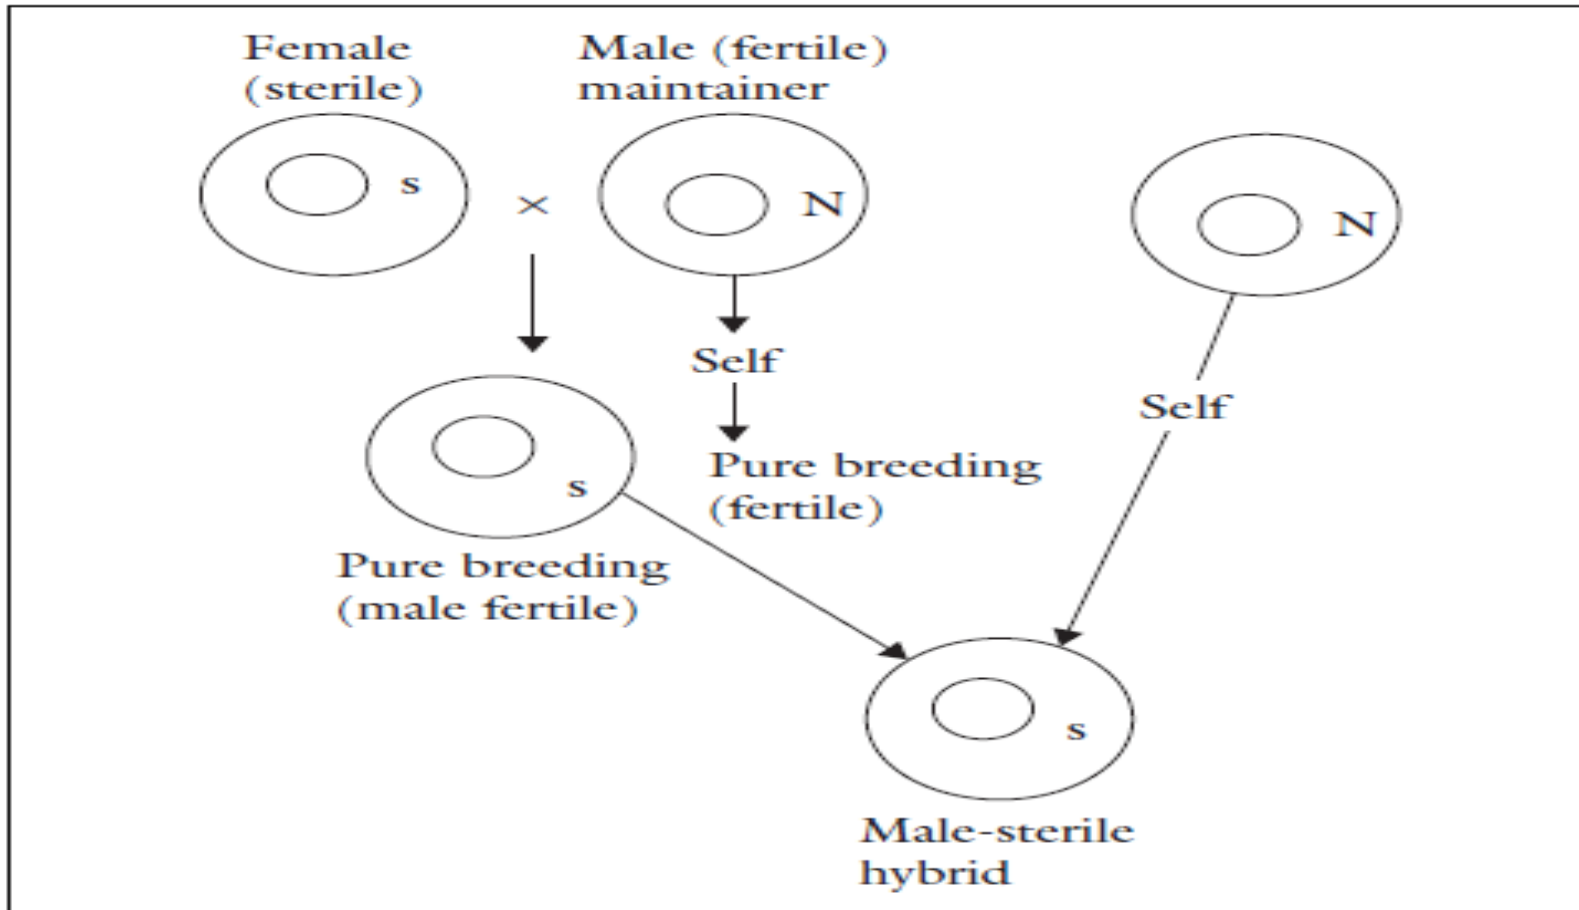 Female
(sterile)
Male (fertile)
maintainer
s
×
N
N
Self
Self
s
Pure breeding
(fertile)
Pure breeding
(male fertile)
s
Male-sterile
hybrid